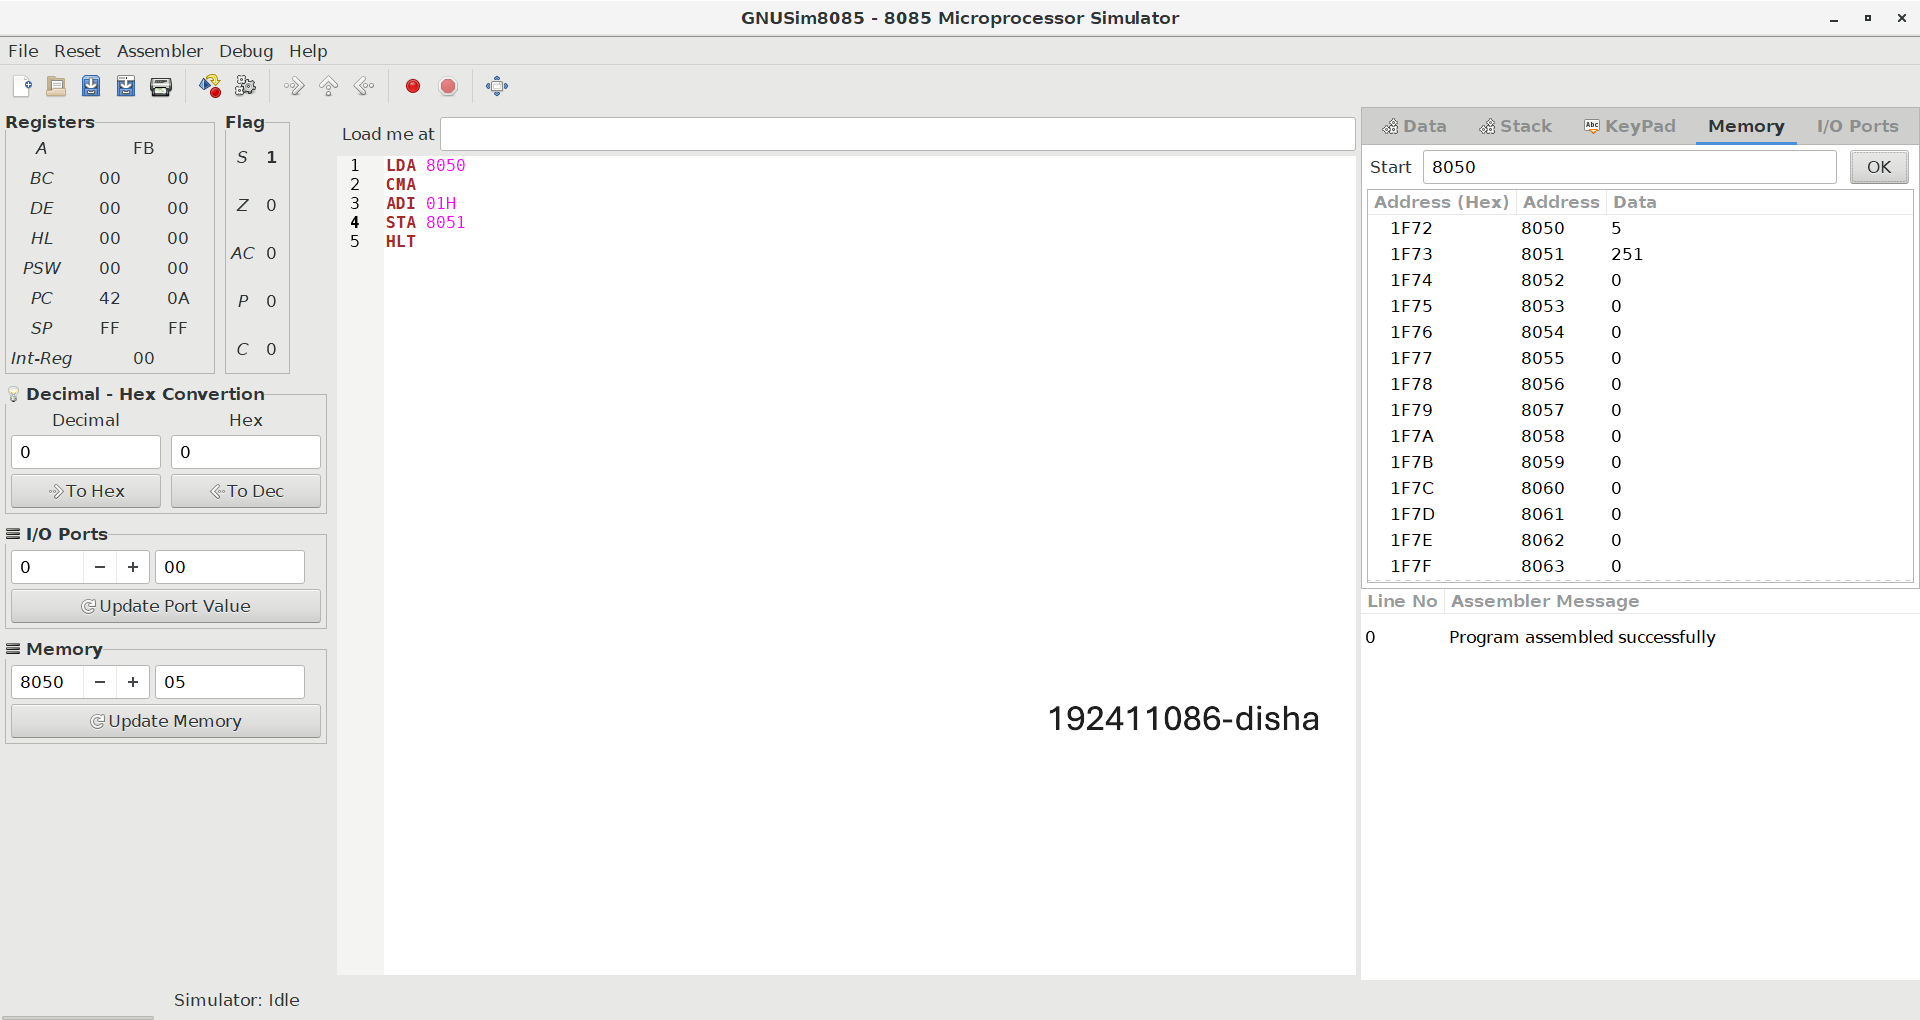 GNUSim8085 - 8085 Microprocessor Simulator
File Reset Assembler Debug Help
Registers
A FB
BC 00 00
DE 00 00
HL 00 00
PSW 00 00
PC 42 0A
SP FF FF
Int-Reg 00
Flag
S 1
Z 0
AC 0
P 0
C 0
Decimal - Hex Convertion
Decimal Hex
0 0
To Hex To Dec
I/O Ports
0 − + 00
Update Port Value
Memory
8050 − + 05
Update Memory
Load me at
1 LDA 8050
2 CMA
3 ADI 01H
4 STA 8051
5 HLT
192411086-disha
Data Stack Abc KeyPad Memory I/O Ports
Start 8050 OK
Address (Hex) Address Data
1F72 8050 5
1F73 8051 251
1F74 8052 0
1F75 8053 0
1F76 8054 0
1F77 8055 0
1F78 8056 0
1F79 8057 0
1F7A 8058 0
1F7B 8059 0
1F7C 8060 0
1F7D 8061 0
1F7E 8062 0
1F7F 8063 0
Line No Assembler Message
0 Program assembled successfully
Simulator: Idle